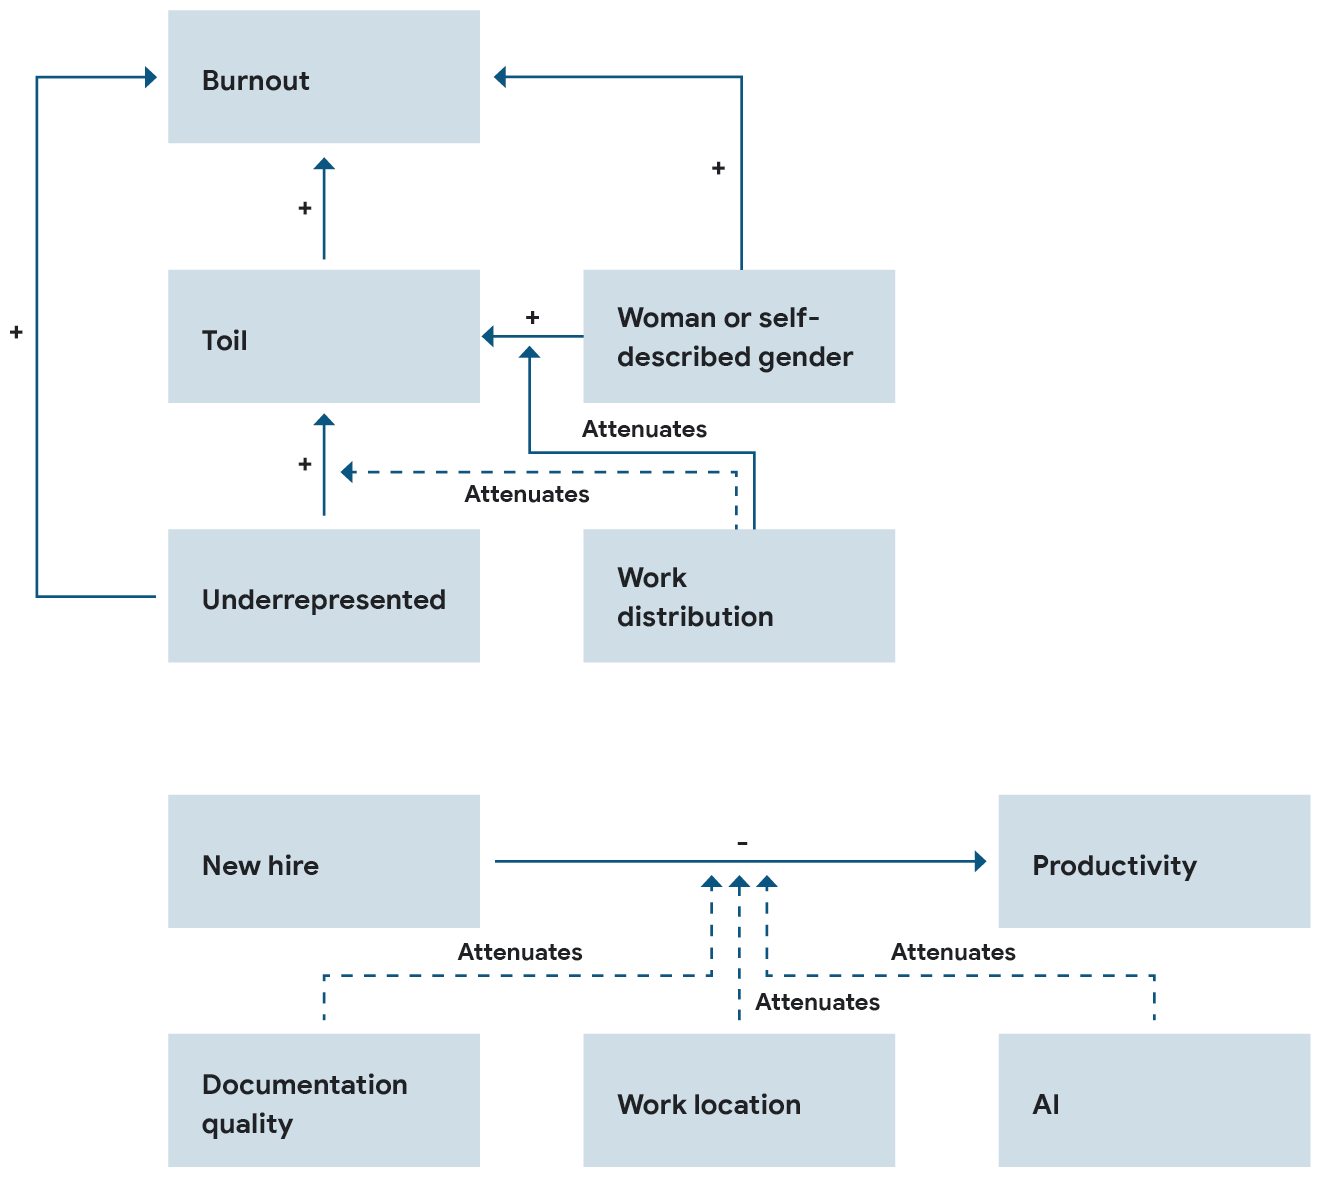 Burnout
+
+
+
Toil
+
Woman or self-
described gender
Attenuates
+
Attenuates
Underrepresented
Work
distribution
New hire
-
Productivity
Attenuates
Attenuates
Attenuates
Documentation
quality
Work location
AI